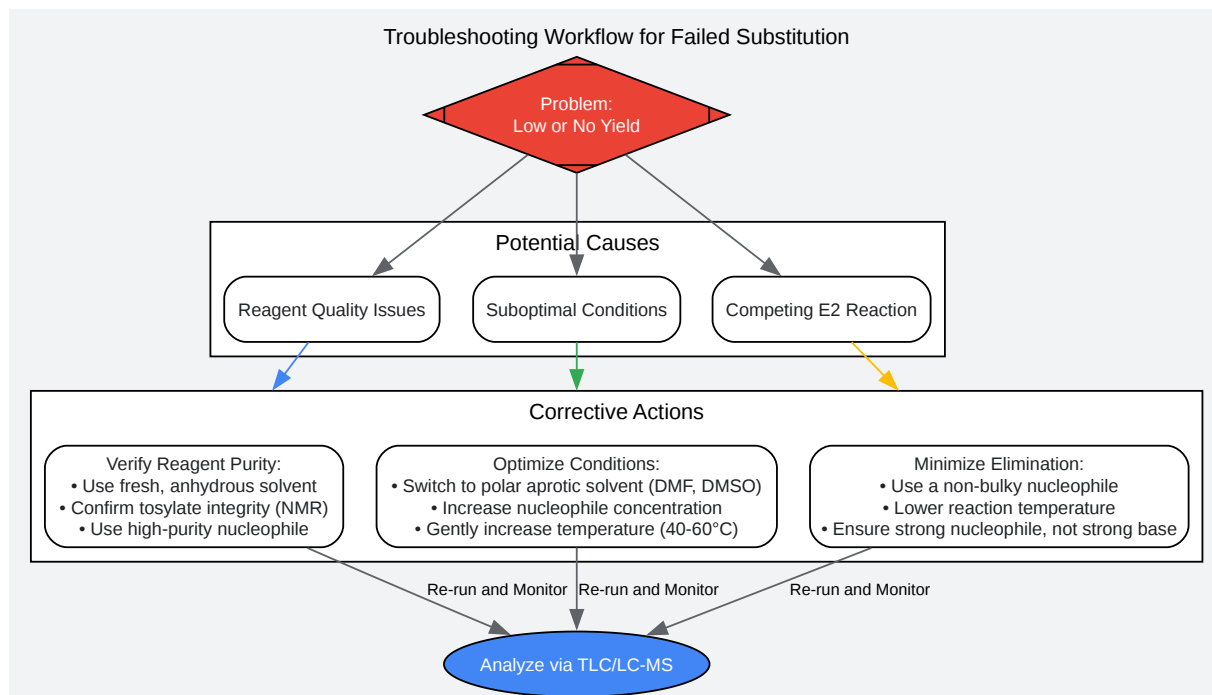 Troubleshooting Workflow for Failed Substitution
Problem:
Low or No Yield
Potential Causes
Reagent Quality Issues
Suboptimal Conditions
Competing E2 Reaction
Corrective Actions
Verify Reagent Purity:
• Use fresh, anhydrous solvent
• Confirm tosylate integrity (NMR)
• Use high-purity nucleophile
Optimize Conditions:
• Switch to polar aprotic solvent (DMF, DMSO)
• Increase nucleophile concentration
• Gently increase temperature (40-60°C)
Minimize Elimination:
• Use a non-bulky nucleophile
• Lower reaction temperature
• Ensure strong nucleophile, not strong base
Re-run and Monitor
Re-run and Monitor
Re-run and Monitor
Analyze via TLC/LC-MS